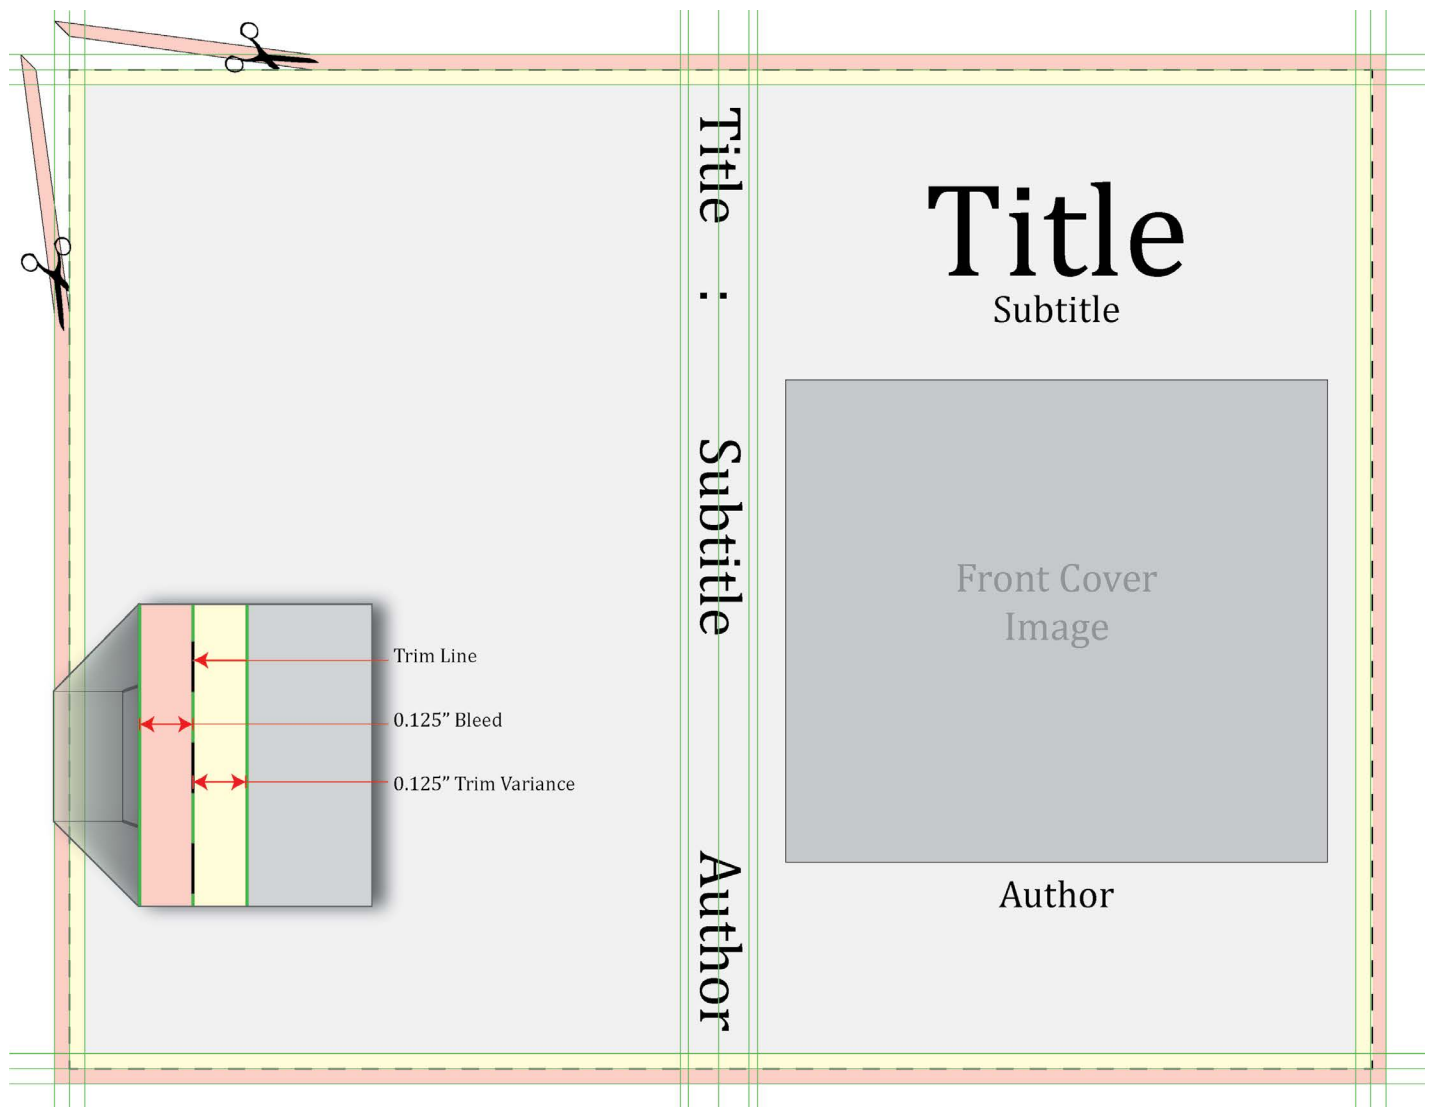 Title : Subtitle Author
Title
Subtitle
Front Cover
Image
Author
Trim Line
0.125” Bleed
0.125” Trim Variance